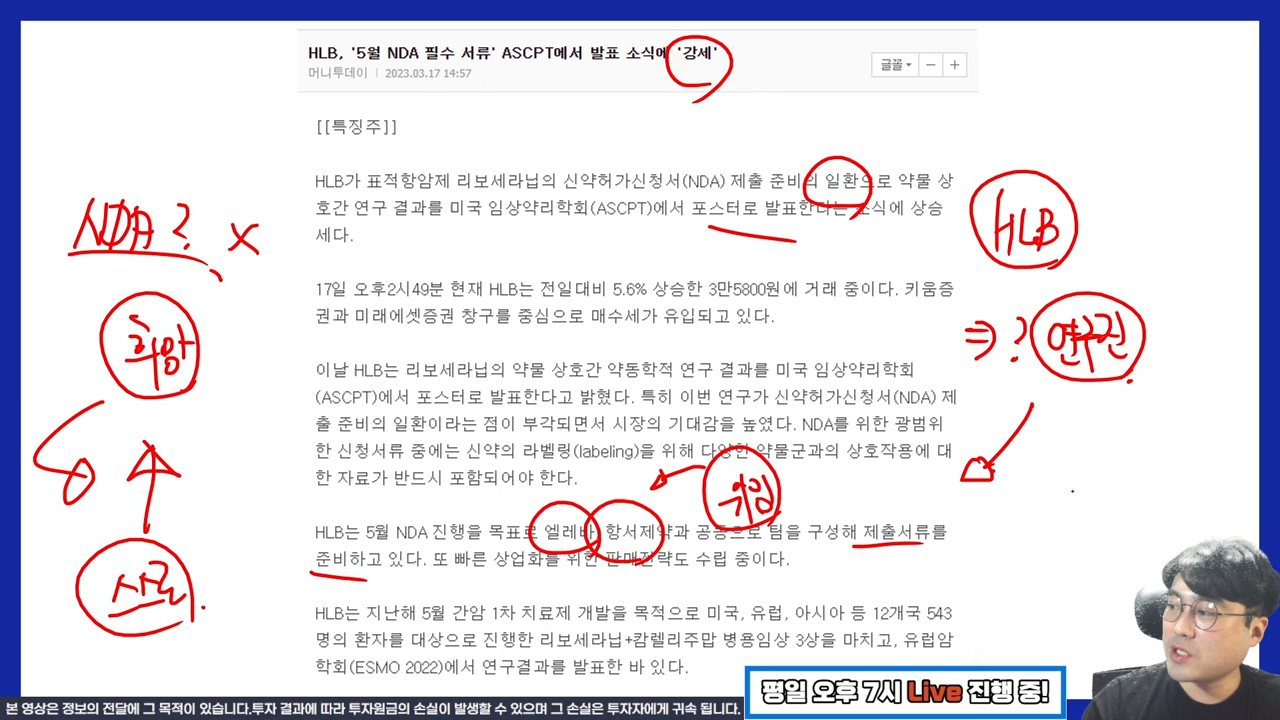 HLB, '5월 NDA 필수 서류' ASCPT에서 발표 소식에 '강세'
머니투데이 | 2023.03.17 14:57
글꼴 - +
[[특징주]]
HLB가 표적항암제 리보세라닙의 신약허가신청서(NDA) 제출 준비의 일환으로 약물 상
호간 연구 결과를 미국 임상약리학회(ASCPT)에서 포스터로 발표한다는 소식에 상승
세다.
17일 오후2시49분 현재 HLB는 전일대비 5.6% 상승한 3만5800원에 거래 중이다. 키움증
권과 미래에셋증권 창구를 중심으로 매수세가 유입되고 있다.
이날 HLB는 리보세라닙의 약물 상호간 약동학적 연구 결과를 미국 임상약리학회
(ASCPT)에서 포스터로 발표한다고 밝혔다. 특히 이번 연구가 신약허가신청서(NDA) 제
출 준비의 일환이라는 점이 부각되면서 시장의 기대감을 높였다. NDA를 위한 광범위
한 신청서류 중에는 신약의 라벨링(labeling)을 위해 다양한 약물군과의 상호작용에 대
한 자료가 반드시 포함되어야 한다.
HLB는 5월 NDA 진행을 목표로 엘레바, 항서제약과 공동으로 팀을 구성해 제출서류를
준비하고 있다. 또 빠른 상업화를 위한 판매전략도 수립 중이다.
HLB는 지난해 5월 간암 1차 치료제 개발을 목적으로 미국, 유럽, 아시아 등 12개국 543
명의 환자를 대상으로 진행한 리보세라닙+캄렐리주맙 병용임상 3상을 마치고, 유럽암
학회(ESMO 2022)에서 연구결과를 발표한 바 있다.
NDA? X
HLB
⇒ ?
위임
평일 오후 7시 Live 진행 중!
본 영상은 정보의 전달에 그 목적이 있습니다.투자 결과에 따라 투자원금의 손실이 발생할 수 있으며 그 손실은 투자자에게 귀속 됩니다.